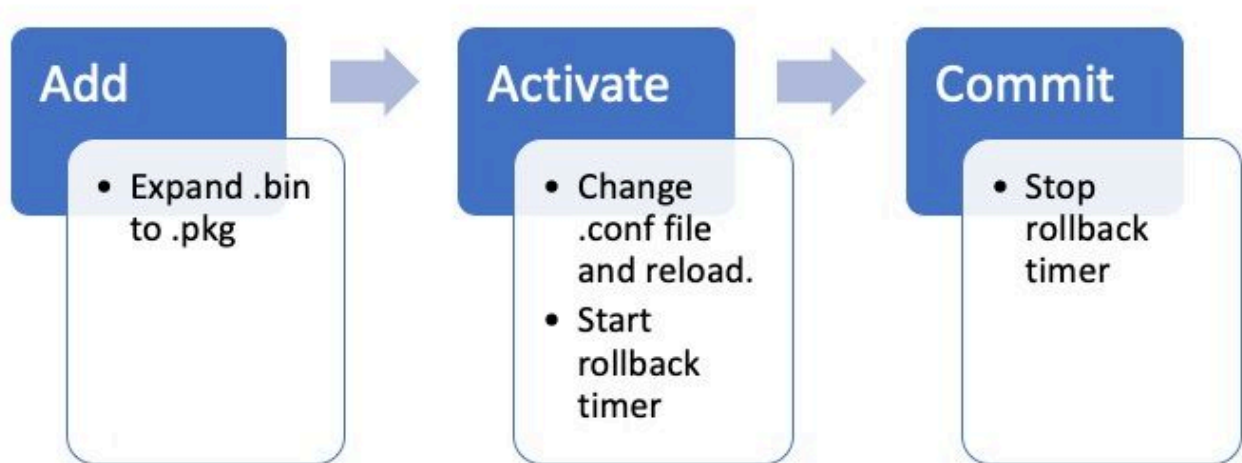 Add
• Expand .bin
to .pkg
Activate
• Change
.conf file
and reload.
• Start
rollback
timer
Commit
• Stop
rollback
timer